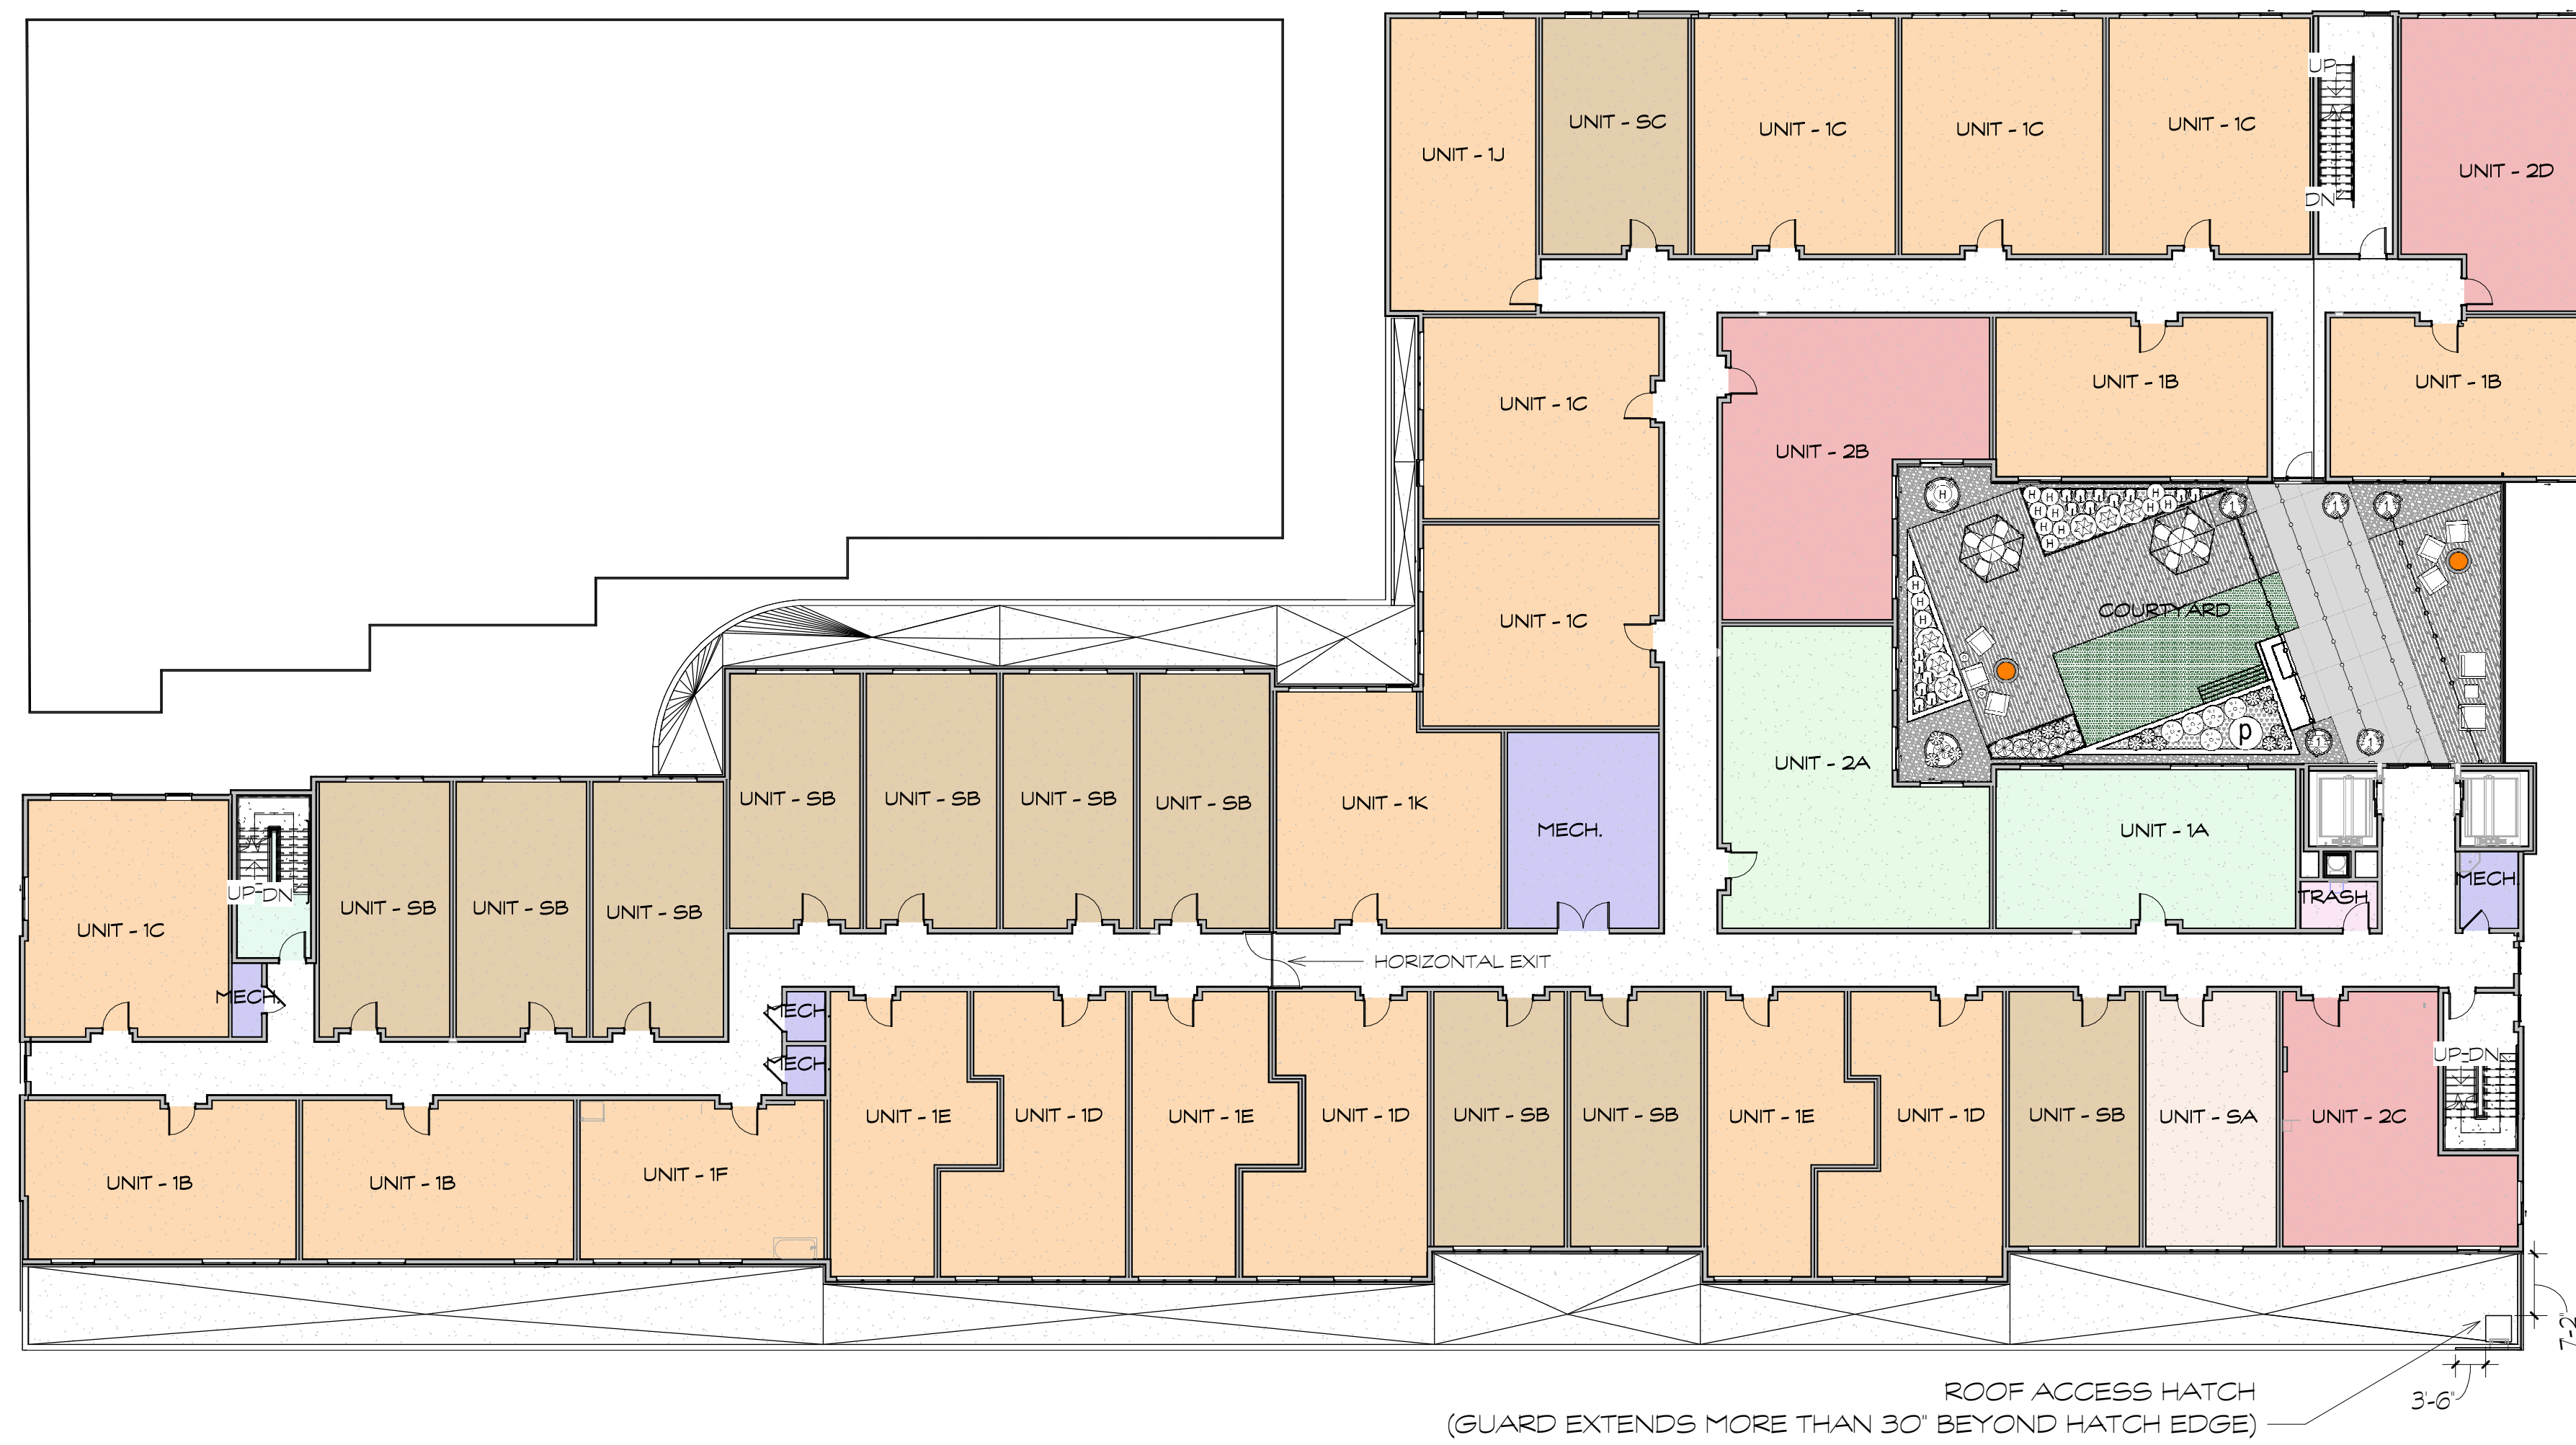 UP
UNIT - SC
UNIT - 1C
UNIT - 1C
UNIT - 1C
UNIT - 1J
UNIT - 2D
DN
UNIT - 1C
UNIT - 1B
UNIT - 1B
UNIT - 2B
H
H
H
H
H
H
H
H
H
H
H
H
H
1
1
1
H
H
H
H
COURTYARD
UNIT - 1C
p
1
1
UNIT - 2A
UNIT - SB
UNIT - SB
UNIT - SB
UNIT - SB
UNIT - 1K
MECH.
UNIT - 1A
UP-DN
UNIT - SB
UNIT - SB
UNIT - SB
TRASH
MECH.
UNIT - 1C
HORIZONTAL EXIT
MECH.
MECH.
MECH.
UP-DN
UNIT - 1E
UNIT - 1D
UNIT - 1E
UNIT - 1D
UNIT - SB
UNIT - SB
UNIT - 1E
UNIT - 1D
UNIT - SB
UNIT - SA
UNIT - 2C
UNIT - 1B
UNIT - 1B
UNIT - 1F
7'-2"
ROOF ACCESS HATCH
(GUARD EXTENDS MORE THAN 30" BEYOND HATCH EDGE)
3'-6"